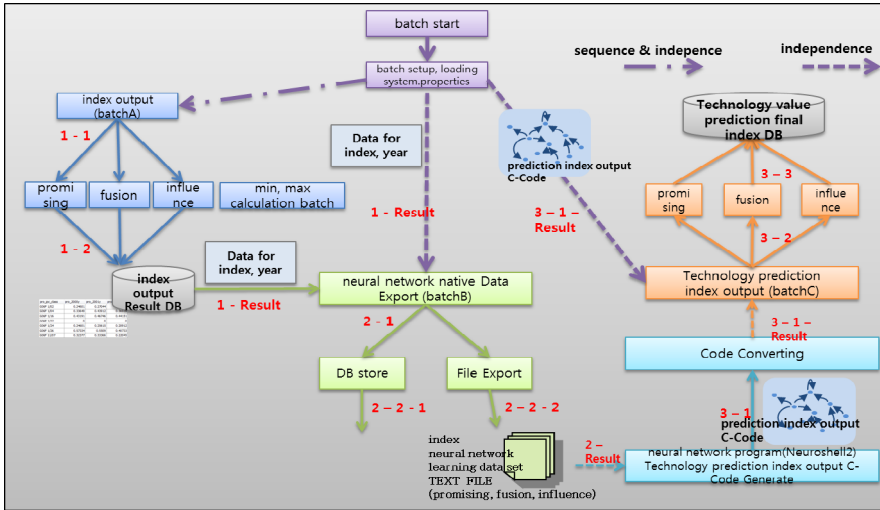 batch start
sequence & indepence
independence
batch setup, loading
system.properties
index output
(batchA)
1 - 1
promi
sing
fusion
influe
nce
min, max
calculation batch
1 - 2
index
output
Result DB
Data for
index, year
1 - Result
Data for
index, year
1 - Result
prediction index output
C-Code
3 – 1 –
Result
neural network native Data
Export (batchB)
2 - 1
DB store
File Export
2 – 2 - 1
2 – 2 - 2
index
neural network
learning data set
TEXT FILE
(promising, fusion, influence)
2 –
Result
Technology value
prediction final
index DB
3 – 3
promi
sing
fusion
influe
nce
3 – 2
Technology prediction
index output (batchC)
3 – 1 –
Result
Code Converting
3 – 1
prediction index output
C-Code
neural network program(Neuroshell2)
Technology prediction index output C-
Code Generate